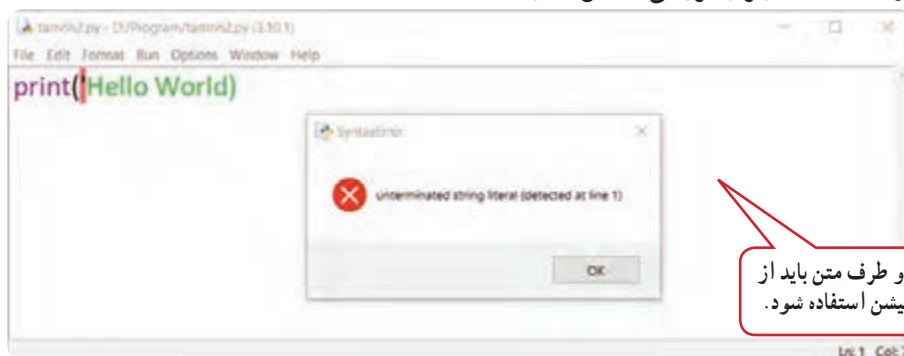 tamrin2.py - D:/Program/tamrin2.py (3.10.1)
File Edit Format Run Options Window Help
print('Hello World)
SyntaxError
unterminated string literal (detected at line 1)
OK
و طرف متن باید از
یشن استفاده شود.
Ln: 1 Col: 7